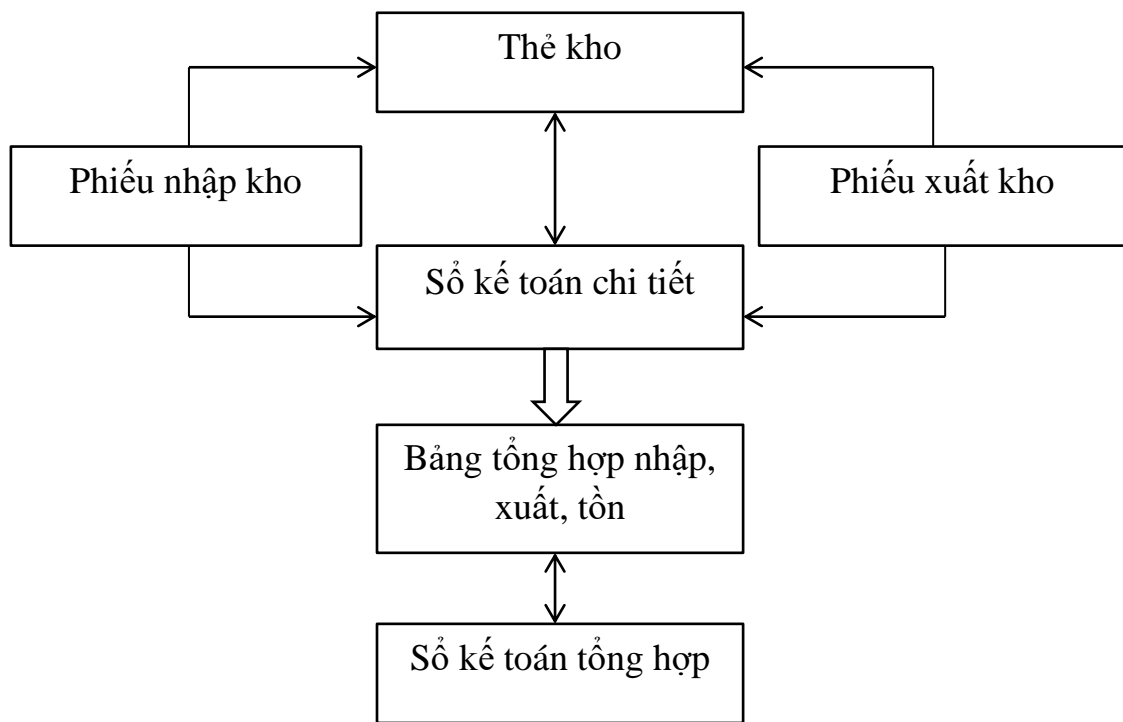 Thẻ kho
Phiếu nhập kho
Phiếu xuất kho
Sổ kế toán chi tiết
Bảng tổng hợp nhập,
xuất, tồn
Sổ kế toán tổng hợp